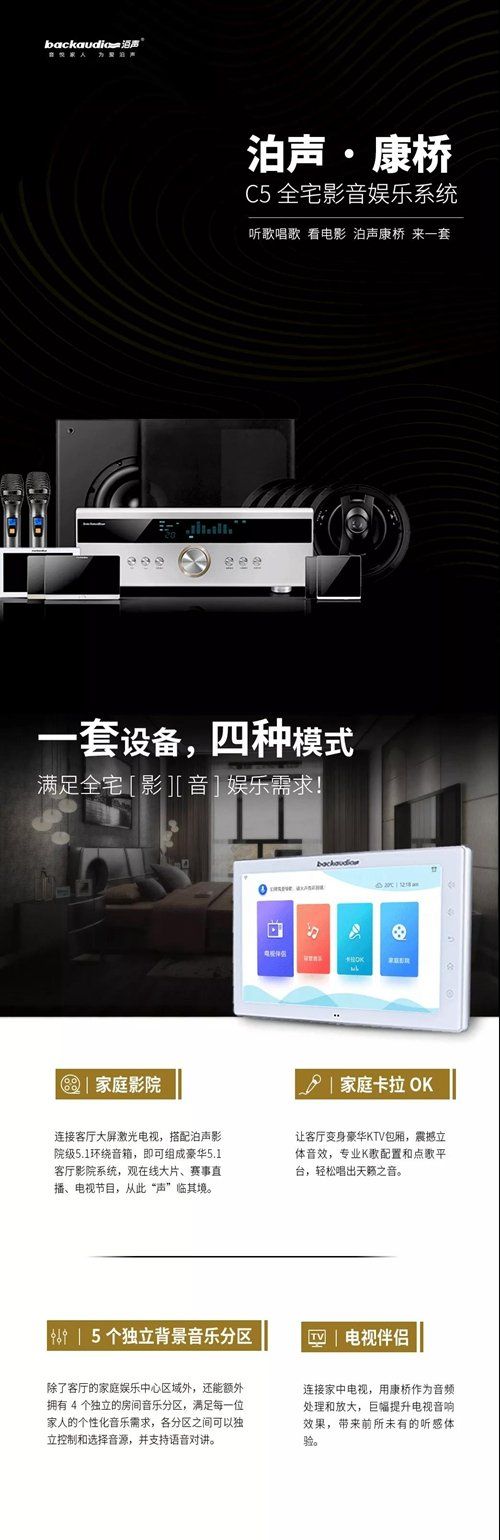 backaudio泊声®
音悦家人 为爱泊声
泊声·康桥
C5 全宅影音娱乐系统
听歌唱歌 看电影 泊声康桥 来一套
一套设备，四种模式
满足全宅[影][音]娱乐需求！
backaudio
20℃ | 12:18 am
电视伴侣
背景音乐
卡拉OK
家庭影院
家庭影院
连接客厅大屏激光电视，搭配泊声影
院级5.1环绕音箱，即可组成豪华5.1
客厅影院系统，观在线大片、赛事直
播、电视节目，从此“声”临其境。
家庭卡拉 OK
让客厅变身豪华KTV包厢，震撼立
体音效，专业K歌配置和点歌平
台，轻松唱出天籁之音。
5 个独立背景音乐分区
除了客厅的家庭娱乐中心区域外，还能额外
拥有 4 个独立的房间音乐分区，满足每一位
家人的个性化音乐需求，各分区之间可以独
立控制和选择音源，并支持语音对讲。
TV
电视伴侣
连接家中电视，用康桥作为音频
处理和放大，巨幅提升电视音响
效果，带来前所未有的听感体
验。